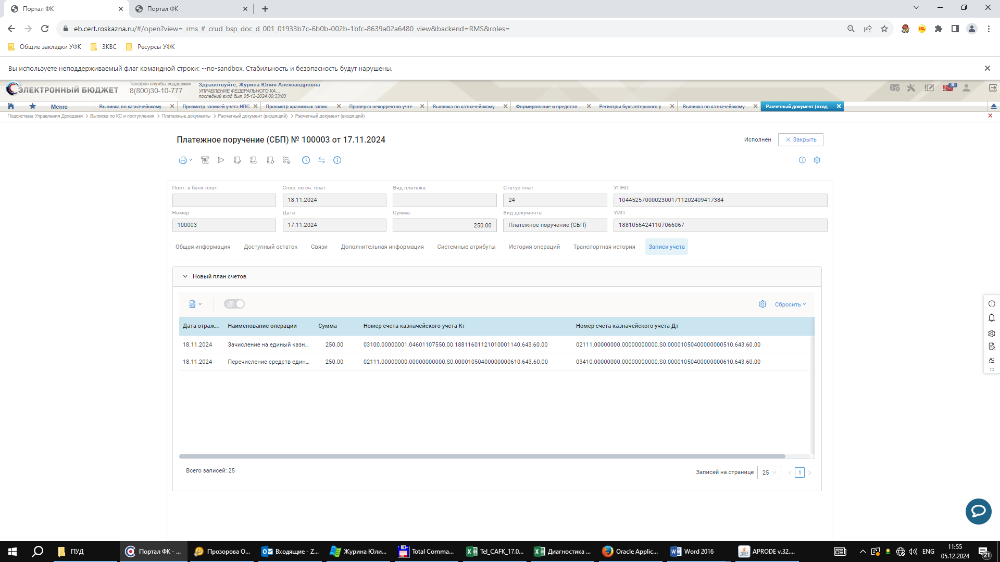 Портал ФК
Портал ФК
eb.cert.roskazna.ru/#/open?view=_rms_#_crud_bsp_doc_d_001_01933b7c-6b0b-002b-1bfc-8639a02a6480_view&backend=RMS&roles=
Общие закладки УФК ЗКВС Ресурсы УФК
Вы используете неподдерживаемый флаг командной строки: --no-sandbox. Стабильность и безопасность будут нарушены.
ЭЛЕКТРОННЫЙ БЮДЖЕТ
Телефон службы поддержки
8(800)30-10-777
Здравствуйте, Журина Юлия Александровна
УПРАВЛЕНИЕ ФЕДЕРАЛЬНОГО КА...
последний вход был 05-12-2024 00:33:09
36
Меню Выписка по казначейскому... Просмотр записей учета НПС Просмотр хранимых запис... Проверка некорректно учте... Выписка по казначейскому... Формирование и представ... Регистры бухгалтерского у... Выписка по казначейскому... Расчетный документ (вход...
Подсистема Управления Доходами > Выписка по КС и поступления > Платежные документы > Расчетный документ (входящий) > Расчетный документ (входящий)
Платежное поручение (СБП) № 100003 от 17.11.2024
Исполнен Закрыть
Пост. в банк плат. Спис. со сч. плат. Вид платежа Статус плат. УПНО
18.11.2024 24 10445257000023001711202409417384
Номер Дата Сумма Вид документа УИП
100003 17.11.2024 250.00 Платежное поручение (СБП) 18810564241107066067
Общая информация Доступный остаток Связи Дополнительная информация Системные атрибуты История операций Транспортная история Записи учета
Новый план счетов
Сбросить
Дата отраж... Наименование операции Сумма Номер счета казначейского учета Кт Номер счета казначейского учета Дт
18.11.2024 Зачисление на единый казн... 250.00 03100.00000001.04601107550.00.18811601121010001140.643.60.00 02111.00000000.00000000000.S0.00001050400000000510.643.60.00
18.11.2024 Перечисление средств един... 250.00 02111.00000000.00000000000.S0.00001050400000000610.643.60.00 03410.00000000.00000000000.S0.00001050400000000610.643.60.00
Всего записей: 25
Записей на странице 25 < 1 >
ПУД Портал ФК - ... Прозорова О... Входящие - Z... Журина Юли... Total Comma... Tel_CAFK_17.0... Диагностика ... Oracle Applic... Word 2016 APRODE v.32....
ENG
11:55
05.12.2024
21